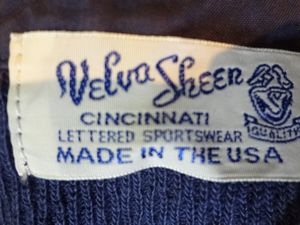 Velva Sheen
CINCINNATI
LETTERED SPORTSWEAR
QUALITY
MADE IN THE USA